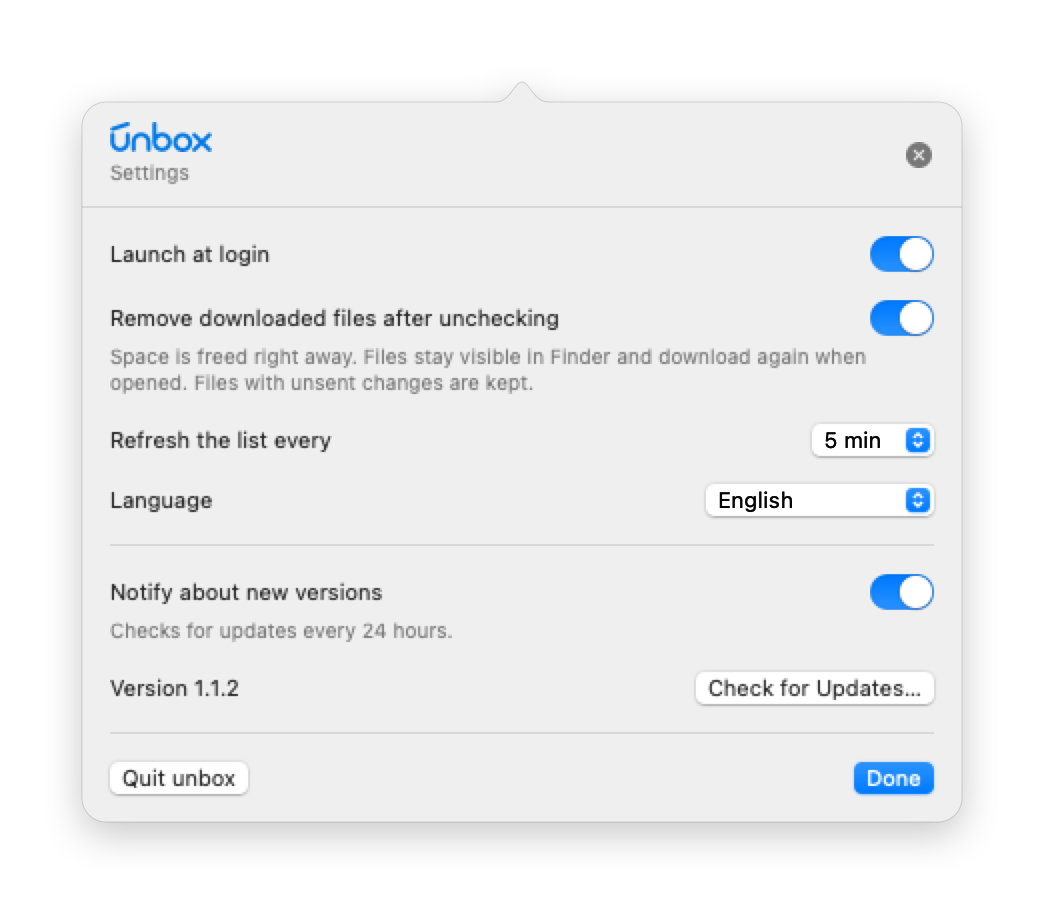 unbox
Settings
Launch at login
Remove downloaded files after unchecking
Space is freed right away. Files stay visible in Finder and download again when
opened. Files with unsent changes are kept.
Refresh the list every
5 min
Language
English
Notify about new versions
Checks for updates every 24 hours.
Version 1.1.2
Check for Updates...
Quit unbox
Done